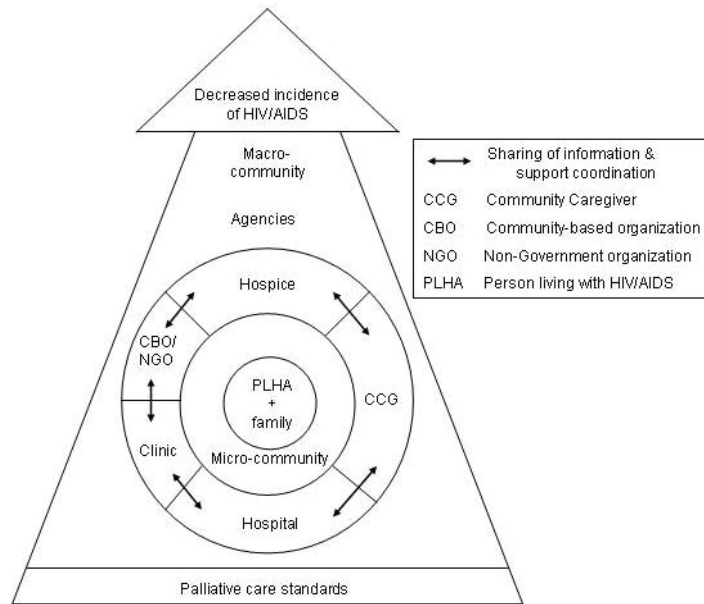 Decreased incidence
of HIV/AIDS
Macro-
community
Agencies
Hospice
CBO/
NGO
PLHA
+
family
CCG
Clinic
Micro-community
Hospital
Palliative care standards
Sharing of information &
support coordination
CCG Community Caregiver
CBO Community-based organization
NGO Non-Government organization
PLHA Person living with HIV/AIDS